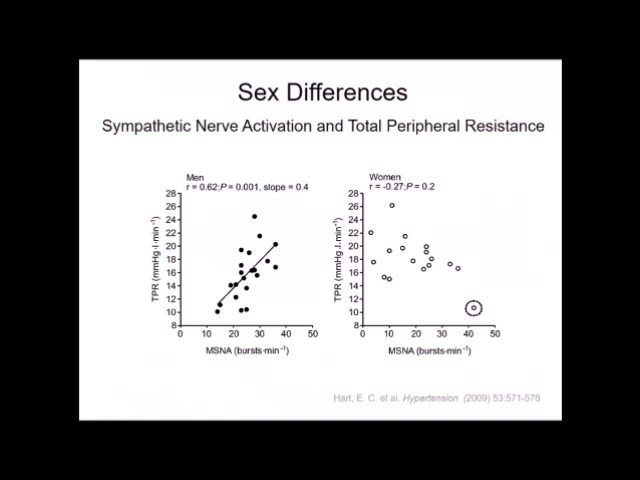 Sex Differences
Sympathetic Nerve Activation and Total Peripheral Resistance
Men
r = 0.62;P = 0.001, slope = 0.4
28
26
24
22
20
18
16
14
12
10
8
TPR (mmHg·l·min⁻¹)
0 10 20 30 40 50
MSNA (bursts·min⁻¹)
Women
r = -0.27; P = 0.2
28
26
24
22
20
18
16
14
12
10
8
TPR (mmHg.l.min⁻¹)
0 10 20 30 40 50
MSNA (bursts·min⁻¹)
Hart, E. C. et al. Hypertension (2009) 53:571-576